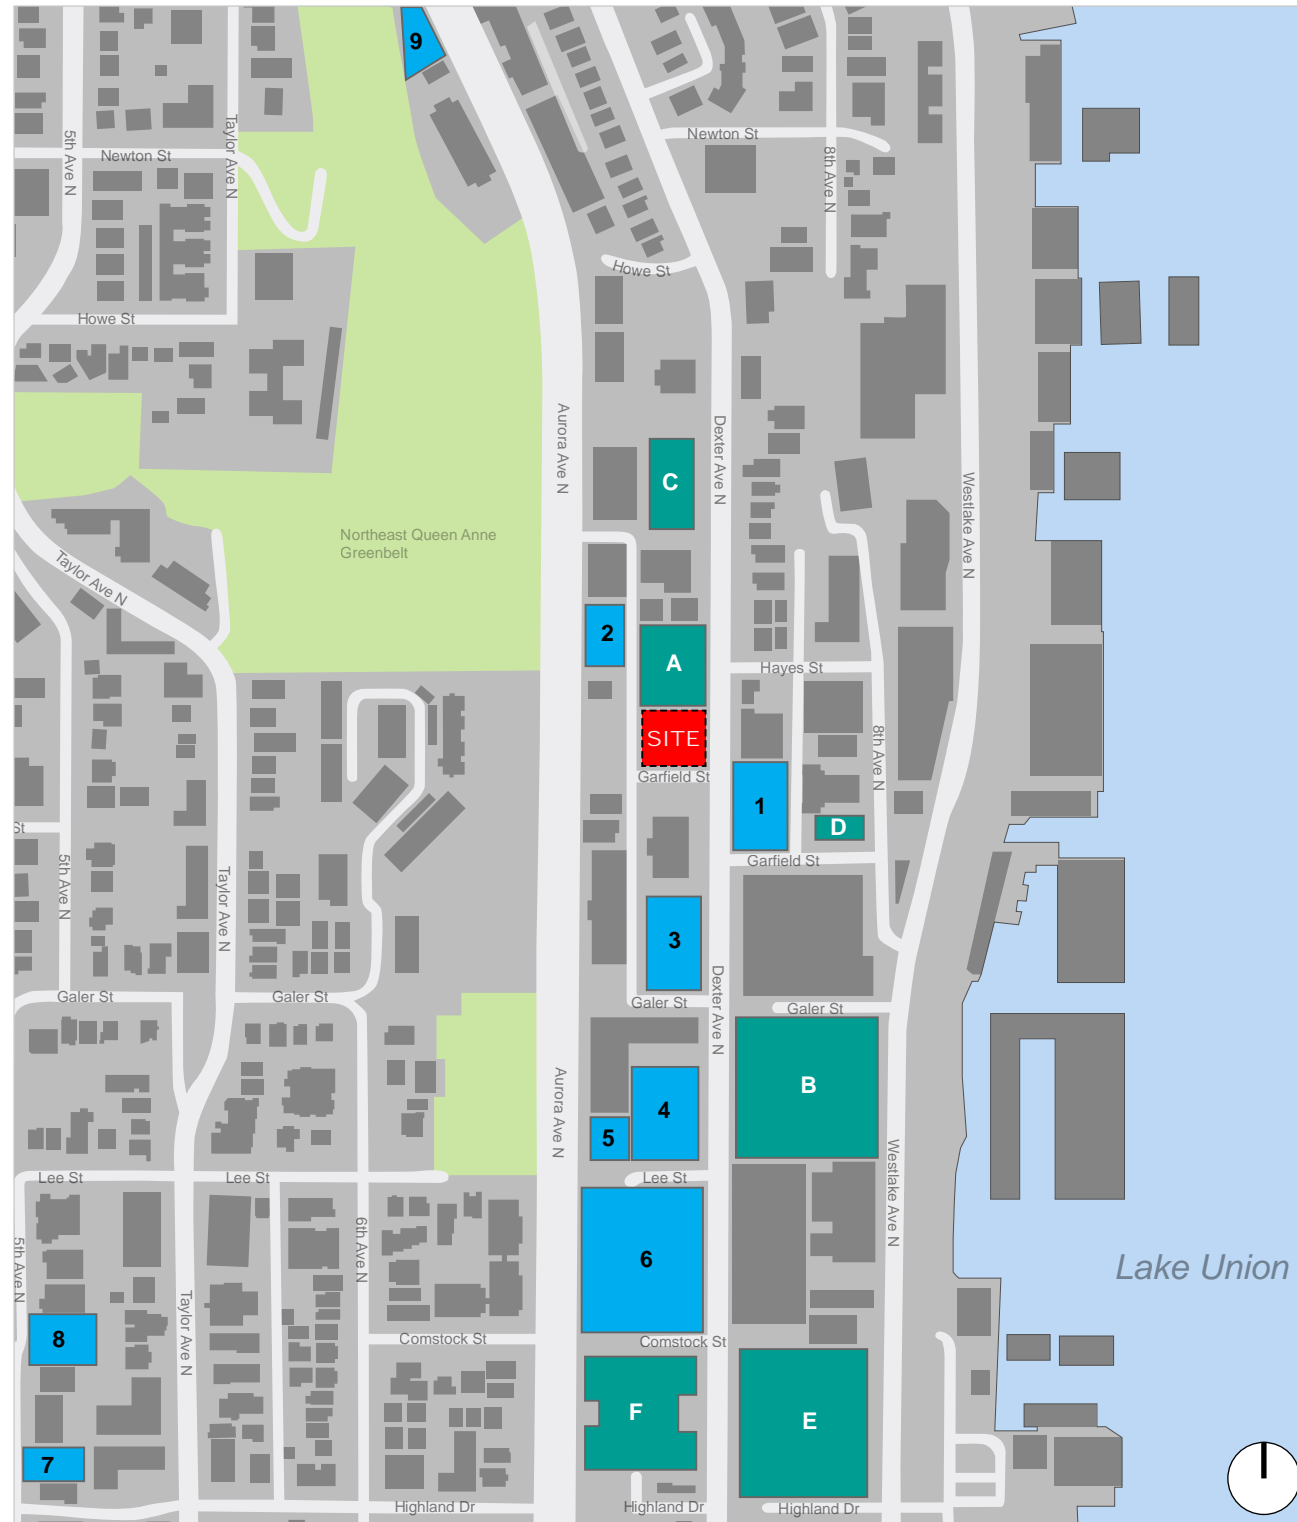 9
5th Ave N
Taylor Ave N
Newton St
Newton St
8th Ave N
Howe St
Howe St
Aurora Ave N
Dexter Ave N
C
Westlake Ave N
Northeast Queen Anne
Greenbelt
Taylor Ave N
2
A
Hayes St
SITE
8th Ave N
Garfield St
1
D
St
Garfield St
5th Ave N
Taylor Ave N
3
Dexter Ave N
Galer St
Galer St
Galer St
Galer St
B
Aurora Ave N
4
5
Westlake Ave N
Lee St
Lee St
Lee St
5th Ave N
6th Ave N
6
Lake Union
Taylor Ave N
8
Comstock St
Comstock St
F
E
7
Highland Dr
Highland Dr
Highland Dr